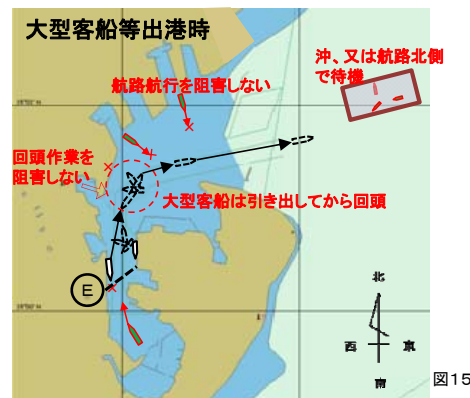 大型客船等出港時
沖、又は航路北側
で待機
航路航行を阻害しない
回頭作業を
阻害しない
大型客船は引き出してから回頭
E
北
西
東
南
図15